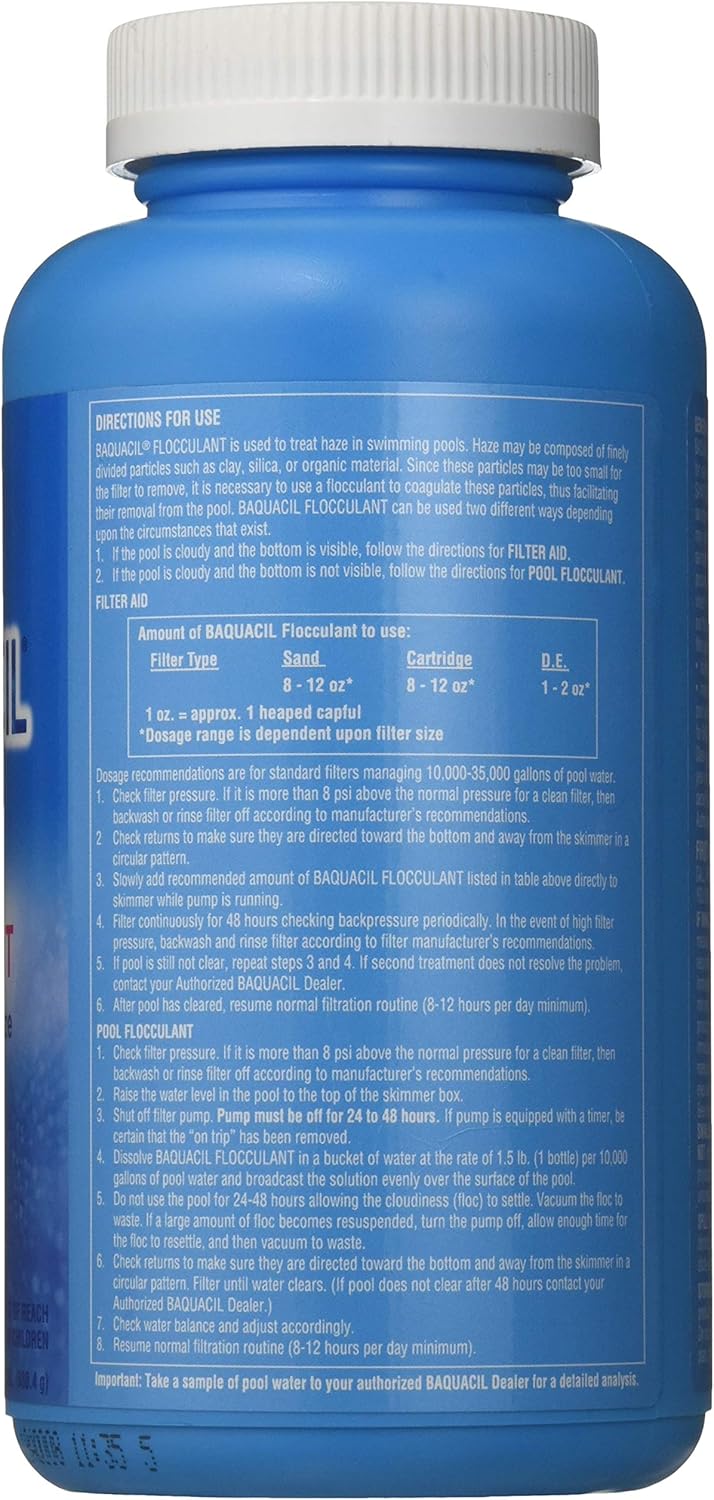 DIRECTIONS FOR USE
BAQUACIL® FLOCCULANT is used to treat haze in swimming pools. Haze may be composed of finely
divided particles such as clay, silica, or organic material. Since these particles may be too small for
the filter to remove, it is necessary to use a flocculant to coagulate these particles, thus facilitating
their removal from the pool. BAQUACIL FLOCCULANT can be used two different ways depending
upon the circumstances that exist.
1. If the pool is cloudy and the bottom is visible, follow the directions for FILTER AID.
2. If the pool is cloudy and the bottom is not visible, follow the directions for POOL FLOCCULANT.
FILTER AID
Amount of BAQUACIL Flocculant to use:
Filter Type Sand Cartridge D.E.
8 - 12 oz* 8 - 12 oz* 1 - 2 oz*
1 oz. = approx. 1 heaped capful
*Dosage range is dependent upon filter size
Dosage recommendations are for standard filters managing 10,000-35,000 gallons of pool water.
1. Check filter pressure. If it is more than 8 psi above the normal pressure for a clean filter, then
backwash or rinse filter off according to manufacturer's recommendations.
2 Check returns to make sure they are directed toward the bottom and away from the skimmer in a
circular pattern.
3. Slowly add recommended amount of BAQUACIL FLOCCULANT listed in table above directly to
skimmer while pump is running.
4. Filter continuously for 48 hours checking backpressure periodically. In the event of high filter
pressure, backwash and rinse filter according to filter manufacturer's recommendations.
5. If pool is still not clear, repeat steps 3 and 4. If second treatment does not resolve the problem,
contact your Authorized BAQUACIL Dealer.
6. After pool has cleared, resume normal filtration routine (8-12 hours per day minimum).
POOL FLOCCULANT
1. Check filter pressure. If it is more than 8 psi above the normal pressure for a clean filter, then
backwash or rinse filter off according to manufacturer's recommendations.
2. Raise the water level in the pool to the top of the skimmer box.
3. Shut off filter pump. Pump must be off for 24 to 48 hours. If pump is equipped with a timer, be
certain that the "on trip" has been removed.
4. Dissolve BAQUACIL FLOCCULANT in a bucket of water at the rate of 1.5 lb. (1 bottle) per 10,000
gallons of pool water and broadcast the solution evenly over the surface of the pool.
5. Do not use the pool for 24-48 hours allowing the cloudiness (floc) to settle. Vacuum the floc to
waste. If a large amount of floc becomes resuspended, turn the pump off, allow enough time for
the floc to resettle, and then vacuum to waste.
6. Check returns to make sure they are directed toward the bottom and away from the skimmer in a
circular pattern. Filter until water clears. (If pool does not clear after 48 hours contact your
Authorized BAQUACIL Dealer.)
7. Check water balance and adjust accordingly.
8. Resume normal filtration routine (8-12 hours per day minimum).
Important: Take a sample of pool water to your authorized BAQUACIL Dealer for a detailed analysis.
IL
T
OF REACH
CHILDREN
11:35 5